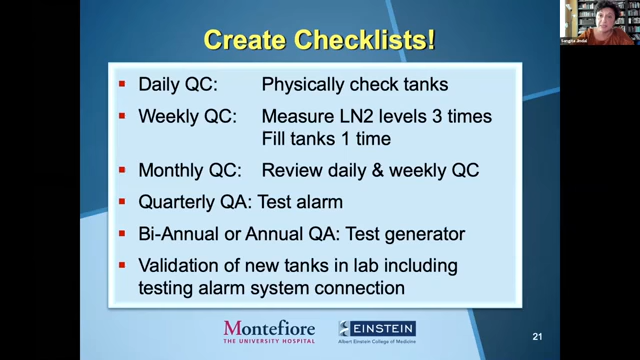 Create Checklists!
Daily QC: Physically check tanks
Weekly QC: Measure LN2 levels 3 times
Fill tanks 1 time
Monthly QC: Review daily & weekly QC
Quarterly QA: Test alarm
Bi-Annual or Annual QA: Test generator
Validation of new tanks in lab including
testing alarm system connection
Montefiore
THE UNIVERSITY HOSPITAL
EINSTEIN
Albert Einstein College of Medicine
21